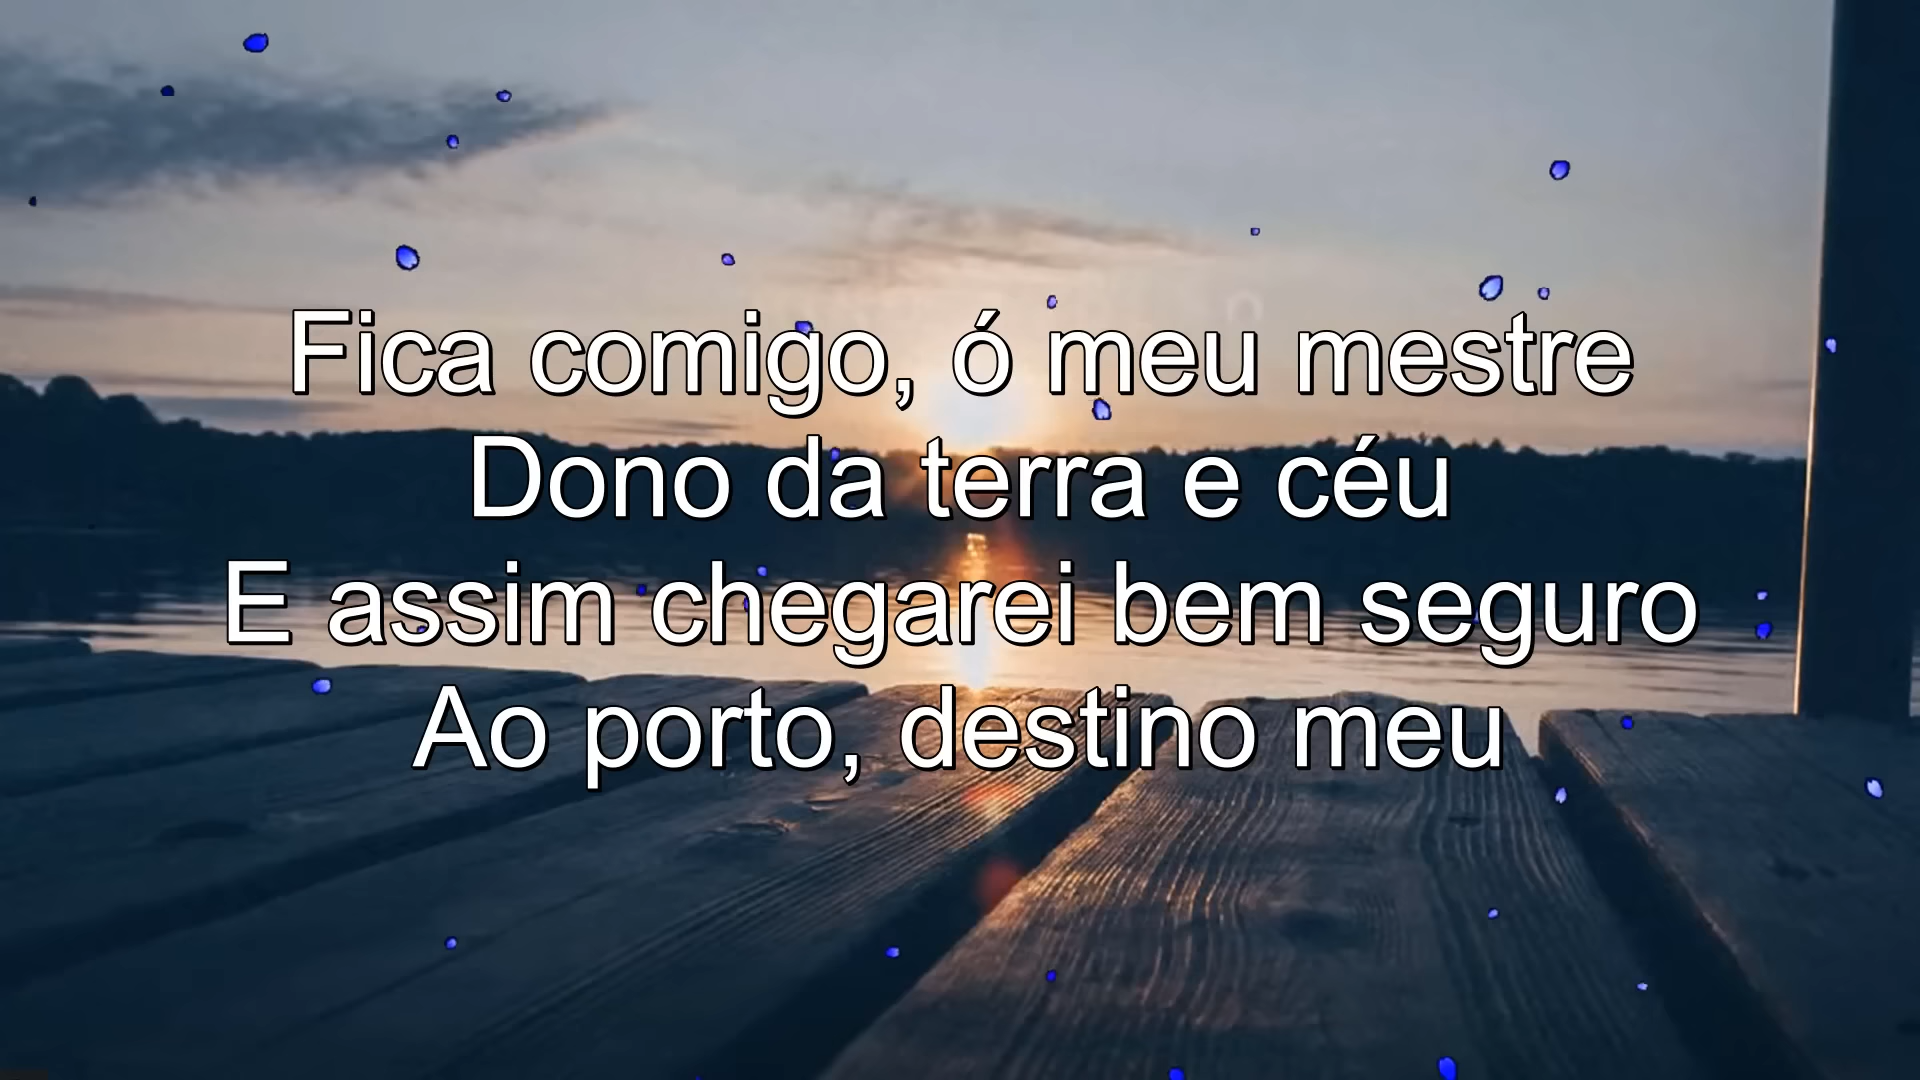 Fica comigo, ó meu mestre
Dono da terra e céu
E assim chegarei bem seguro
Ao porto, destino meu